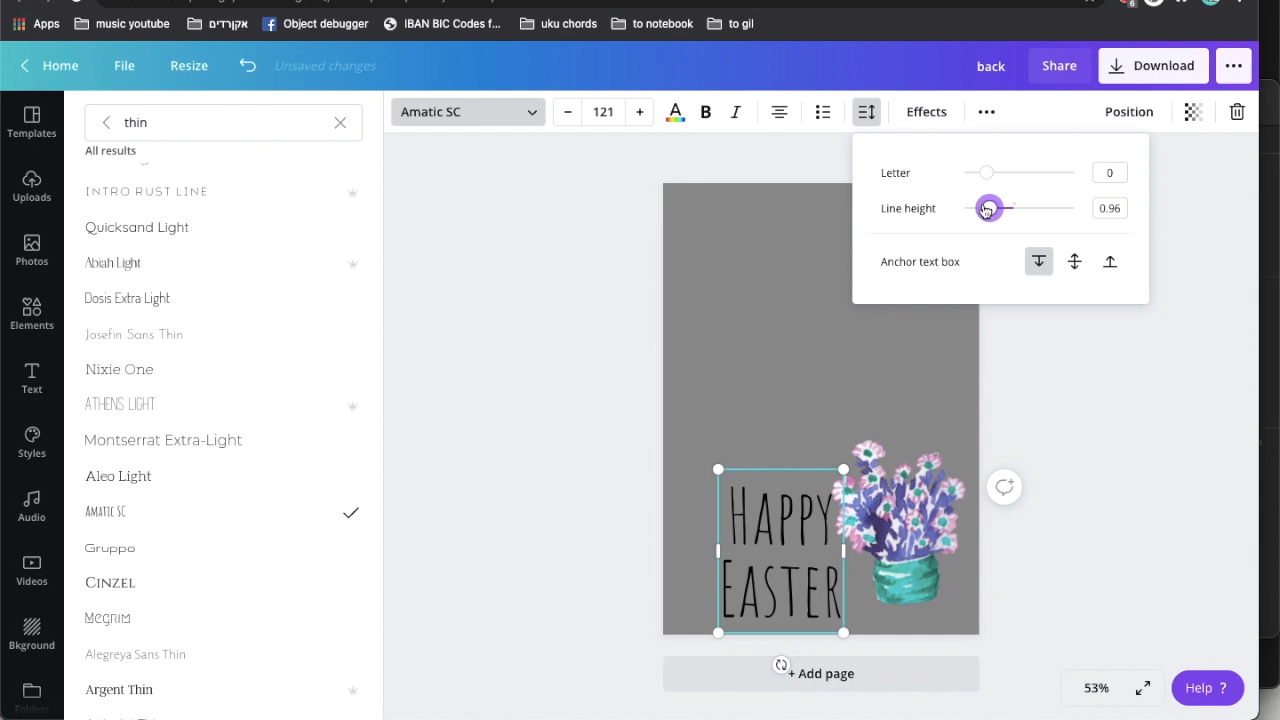 Apps
music youtube
אקורדים
Object debugger
IBAN BIC Codes f...
uku chords
to notebook
to gil
Home
File
Resize
Unsaved changes
back
Share
Download
Templates
Uploads
Photos
Elements
Text
Styles
Audio
Videos
Bkground
Folders
thin
All results
INTRO RUST LINE
Quicksand Light
Abiah Light
Dosis Extra Light
Josefin Sans Thin
Nixie One
ATHENS LIGHT
Montserrat Extra-Light
Aleo Light
AMATIC SC
Gruppo
CINZEL
MEGRIM
Alegreya Sans Thin
Argent Thin
Amatic SC
121
B
I
Effects
Position
Letter
0
Line height
0.96
Anchor text box
HAPPY
EASTER
+ Add page
53%
Help ?